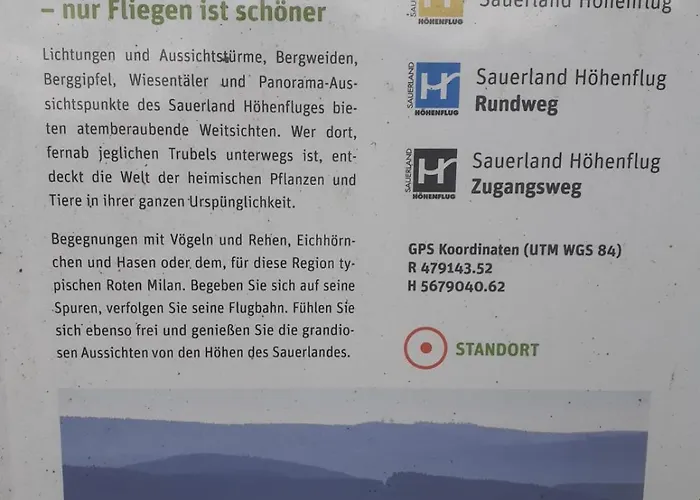 – nur Fliegen ist schöner
Lichtungen und Aussichtstürme, Bergweiden,
Berggipfel, Wiesentäler und Panorama-Aus-
sichtspunkte des Sauerland Höhenfluges bie-
ten atemberaubende Weitsichten. Wer dort,
fernab jeglichen Trubels unterwegs ist, ent-
deckt die Welt der heimischen Pflanzen und
Tiere in ihrer ganzen Urspünglichkeit.
Begegnungen mit Vögeln und Rehen, Eichhörn-
chen und Hasen oder dem, für diese Region ty-
pischen Roten Milan. Begeben Sie sich auf seine
Spuren, verfolgen Sie seine Flugbahn. Fühlen Sie
sich ebenso frei und genießen Sie die grandio-
sen Aussichten von den Höhen des Sauerlandes.
HÖHENFLUG
Sauerland Höhenflug
SAUERLAND
HÖHENFLUG
Sauerland Höhenflug
Rundweg
SAUERLAND
HÖHENFLUG
Sauerland Höhenflug
Zugangsweg
GPS Koordinaten (UTM WGS 84)
R 479143.52
H 5679040.62
STANDORT